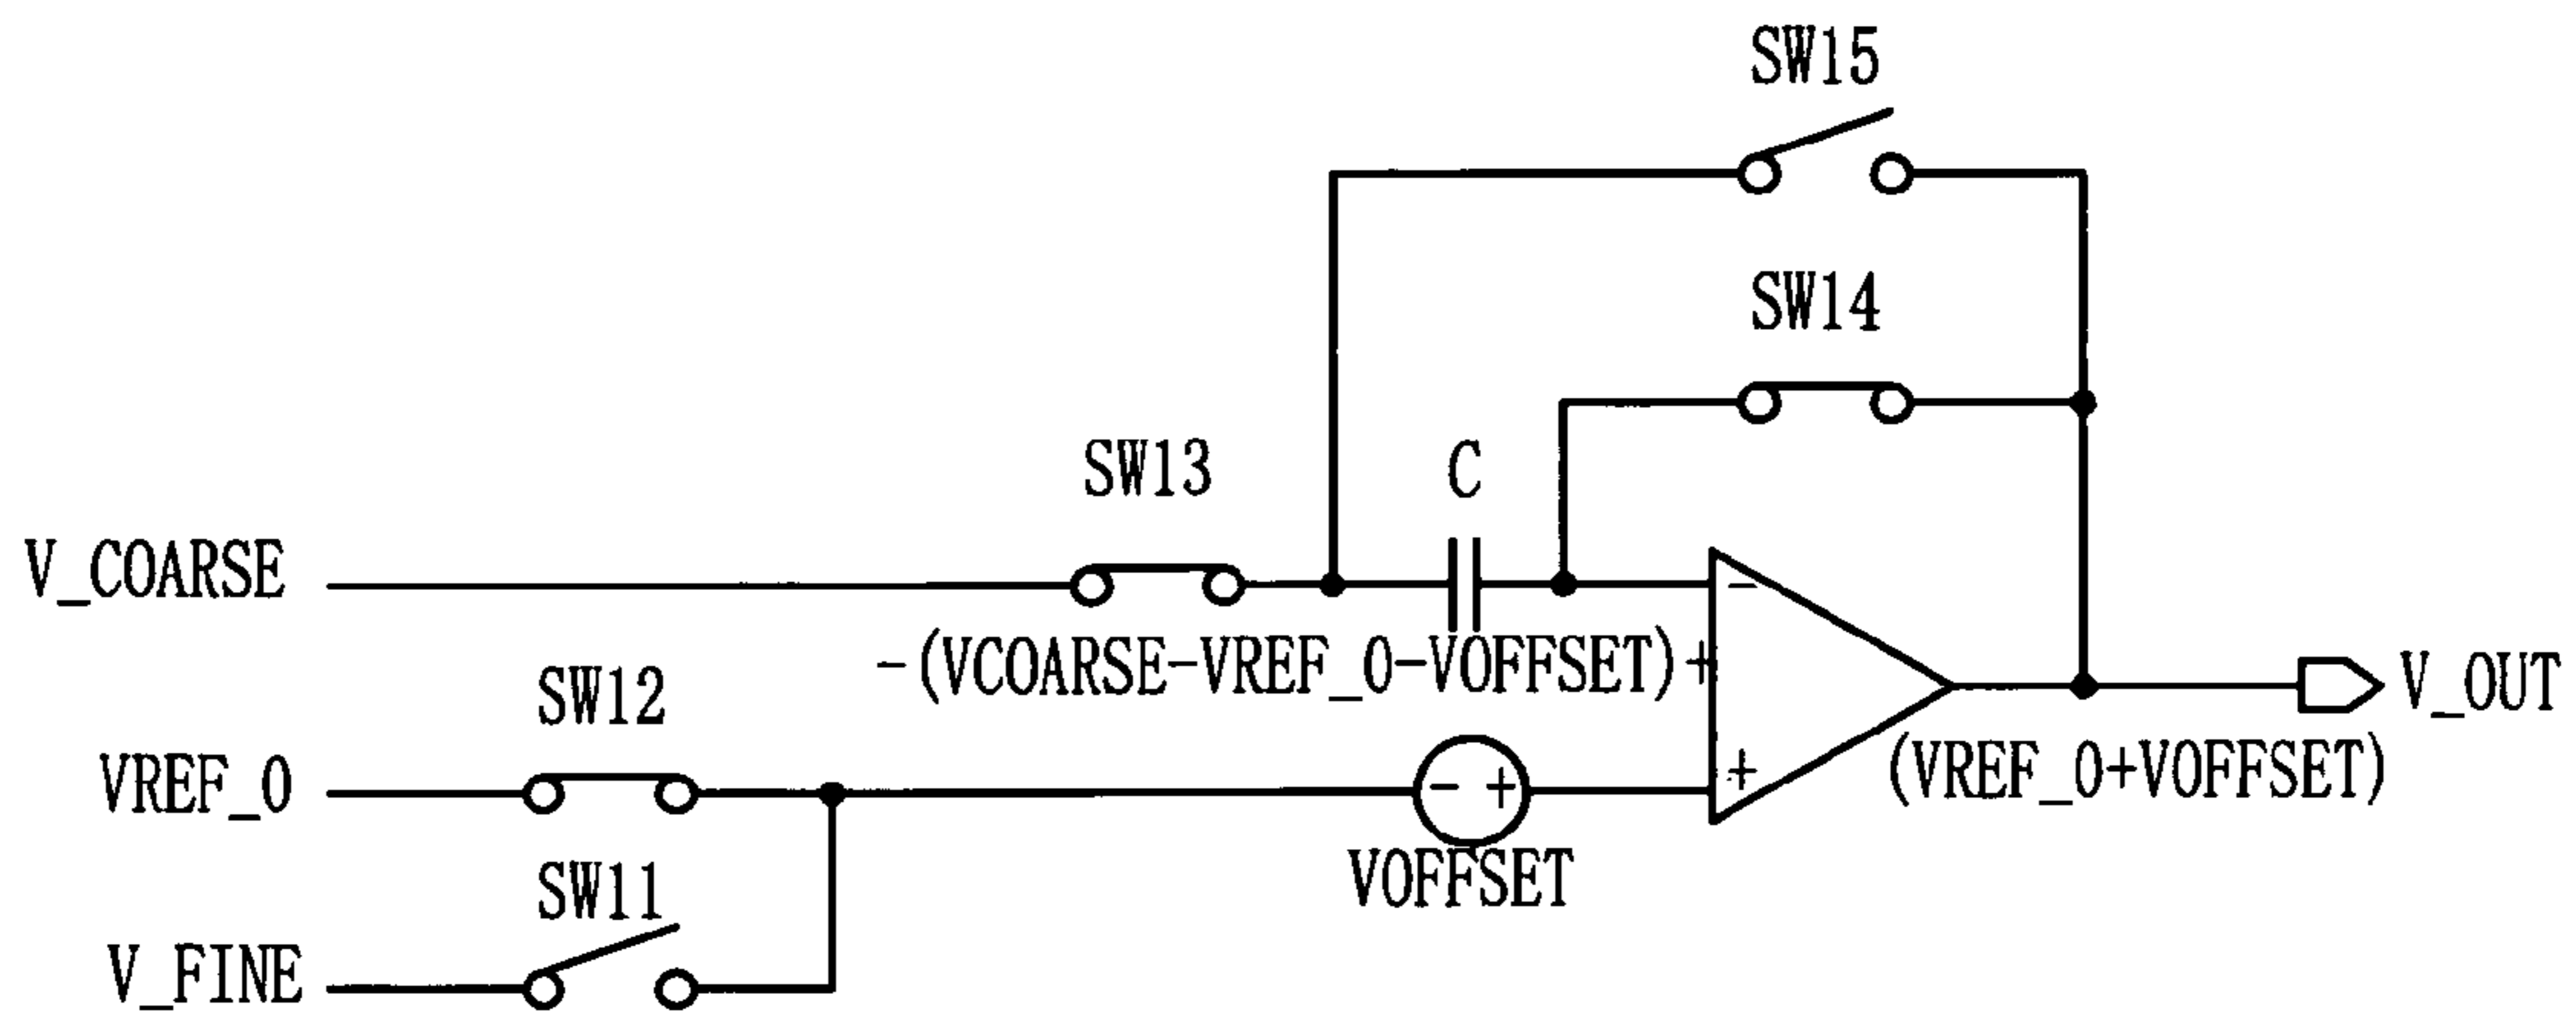 SW15
SW14
SW13
C
V_COARSE
-(VCOARSE-VREF_0-VOFFSET)+
-
SW12
VREF_0
- +
+
V_OUT
(VREF_0+VOFFSET)
VOFFSET
SW11
V_FINE